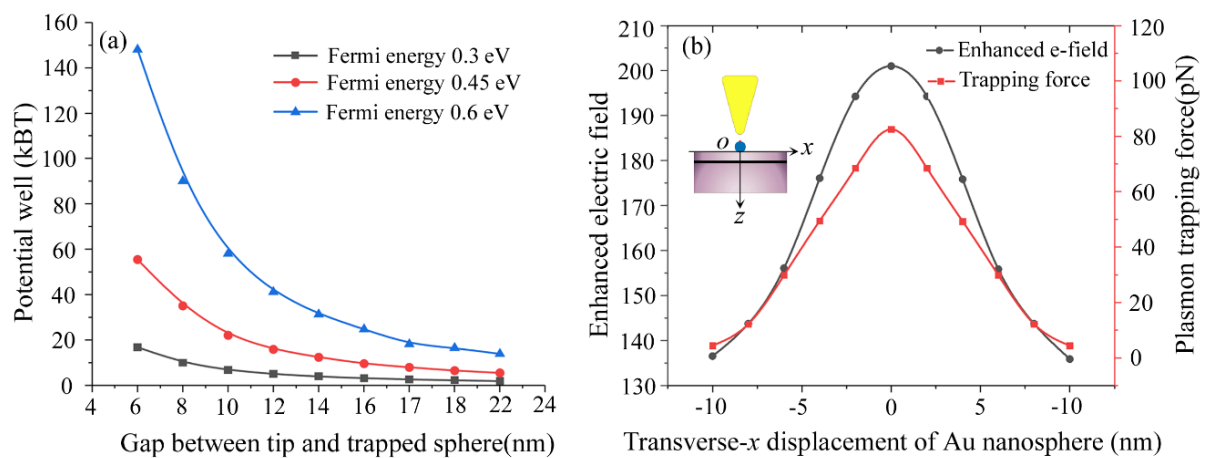 (a)
Fermi energy 0.3 eV
Fermi energy 0.45 eV
Fermi energy 0.6 eV
Potential well (kBT)
160
140
120
100
80
60
40
20
0
4 6 8 10 12 14 16 17 18 22 24
Gap between tip and trapped sphere(nm)
(b)
Enhanced e-field
Trapping force
o
x
z
Enhanced electric field
210
200
190
180
170
160
150
140
130
Plasmon trapping force(pN)
120
100
80
60
40
20
0
-10 -5 0 5 -10
Transverse-x displacement of Au nanosphere (nm)